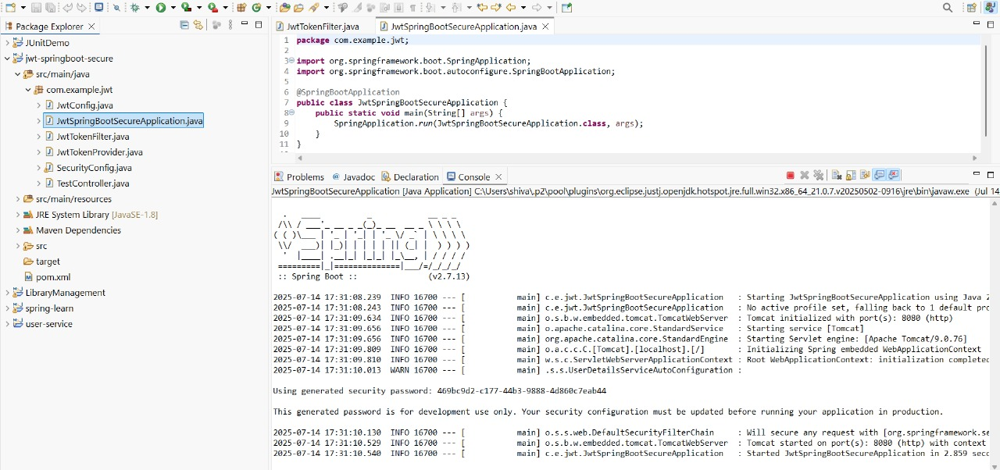 Package Explorer
JUnitDemo
jwt-springboot-secure
src/main/java
com.example.jwt
JwtConfig.java
JwtSpringBootSecureApplication.java
JwtTokenFilter.java
JwtTokenProvider.java
SecurityConfig.java
TestController.java
src/main/resources
JRE System Library [JavaSE-1.8]
Maven Dependencies
src
target
pom.xml
LibraryManagement
spring-learn
user-service
JwtTokenFilter.java
JwtSpringBootSecureApplication.java
1 package com.example.jwt;
2
3 import org.springframework.boot.SpringApplication;
4 import org.springframework.boot.autoconfigure.SpringBootApplication;
5
6 @SpringBootApplication
7 public class JwtSpringBootSecureApplication {
8 public static void main(String[] args) {
9 SpringApplication.run(JwtSpringBootSecureApplication.class, args);
10 }
11 }
Problems Javadoc Declaration Console
JwtSpringBootSecureApplication [Java Application] C:\Users\shiva\.p2\pool\plugins\org.eclipse.justj.openjdk.hotspot.jre.full.win32.x86_64_21.0.7.v20250502-0916\jre\bin\javaw.exe (Jul 14
:: Spring Boot :: (v2.7.13)
2025-07-14 17:31:08.239 INFO 16700 --- [ main] c.e.jwt.JwtSpringBootSecureApplication : Starting JwtSpringBootSecureApplication using Java 2
2025-07-14 17:31:08.243 INFO 16700 --- [ main] c.e.jwt.JwtSpringBootSecureApplication : No active profile set, falling back to 1 default pro
2025-07-14 17:31:09.634 INFO 16700 --- [ main] o.s.b.w.embedded.tomcat.TomcatWebServer : Tomcat initialized with port(s): 8080 (http)
2025-07-14 17:31:09.656 INFO 16700 --- [ main] o.apache.catalina.core.StandardService : Starting service [Tomcat]
2025-07-14 17:31:09.656 INFO 16700 --- [ main] org.apache.catalina.core.StandardEngine : Starting Servlet engine: [Apache Tomcat/9.0.76]
2025-07-14 17:31:09.809 INFO 16700 --- [ main] o.a.c.c.C.[Tomcat].[localhost].[/] : Initializing Spring embedded WebApplicationContext
2025-07-14 17:31:09.810 INFO 16700 --- [ main] w.s.c.ServletWebServerApplicationContext : Root WebApplicationContext: initialization completed
2025-07-14 17:31:10.013 WARN 16700 --- [ main] .s.s.UserDetailsServiceAutoConfiguration :
Using generated security password: 469bc9d2-c177-44b3-9888-4d860c7eab44
This generated password is for development use only. Your security configuration must be updated before running your application in production.
2025-07-14 17:31:10.130 INFO 16700 --- [ main] o.s.s.web.DefaultSecurityFilterChain : Will secure any request with [org.springframework.se
2025-07-14 17:31:10.529 INFO 16700 --- [ main] o.s.b.w.embedded.tomcat.TomcatWebServer : Tomcat started on port(s): 8080 (http) with context
2025-07-14 17:31:10.540 INFO 16700 --- [ main] c.e.jwt.JwtSpringBootSecureApplication : Started JwtSpringBootSecureApplication in 2.859 seco